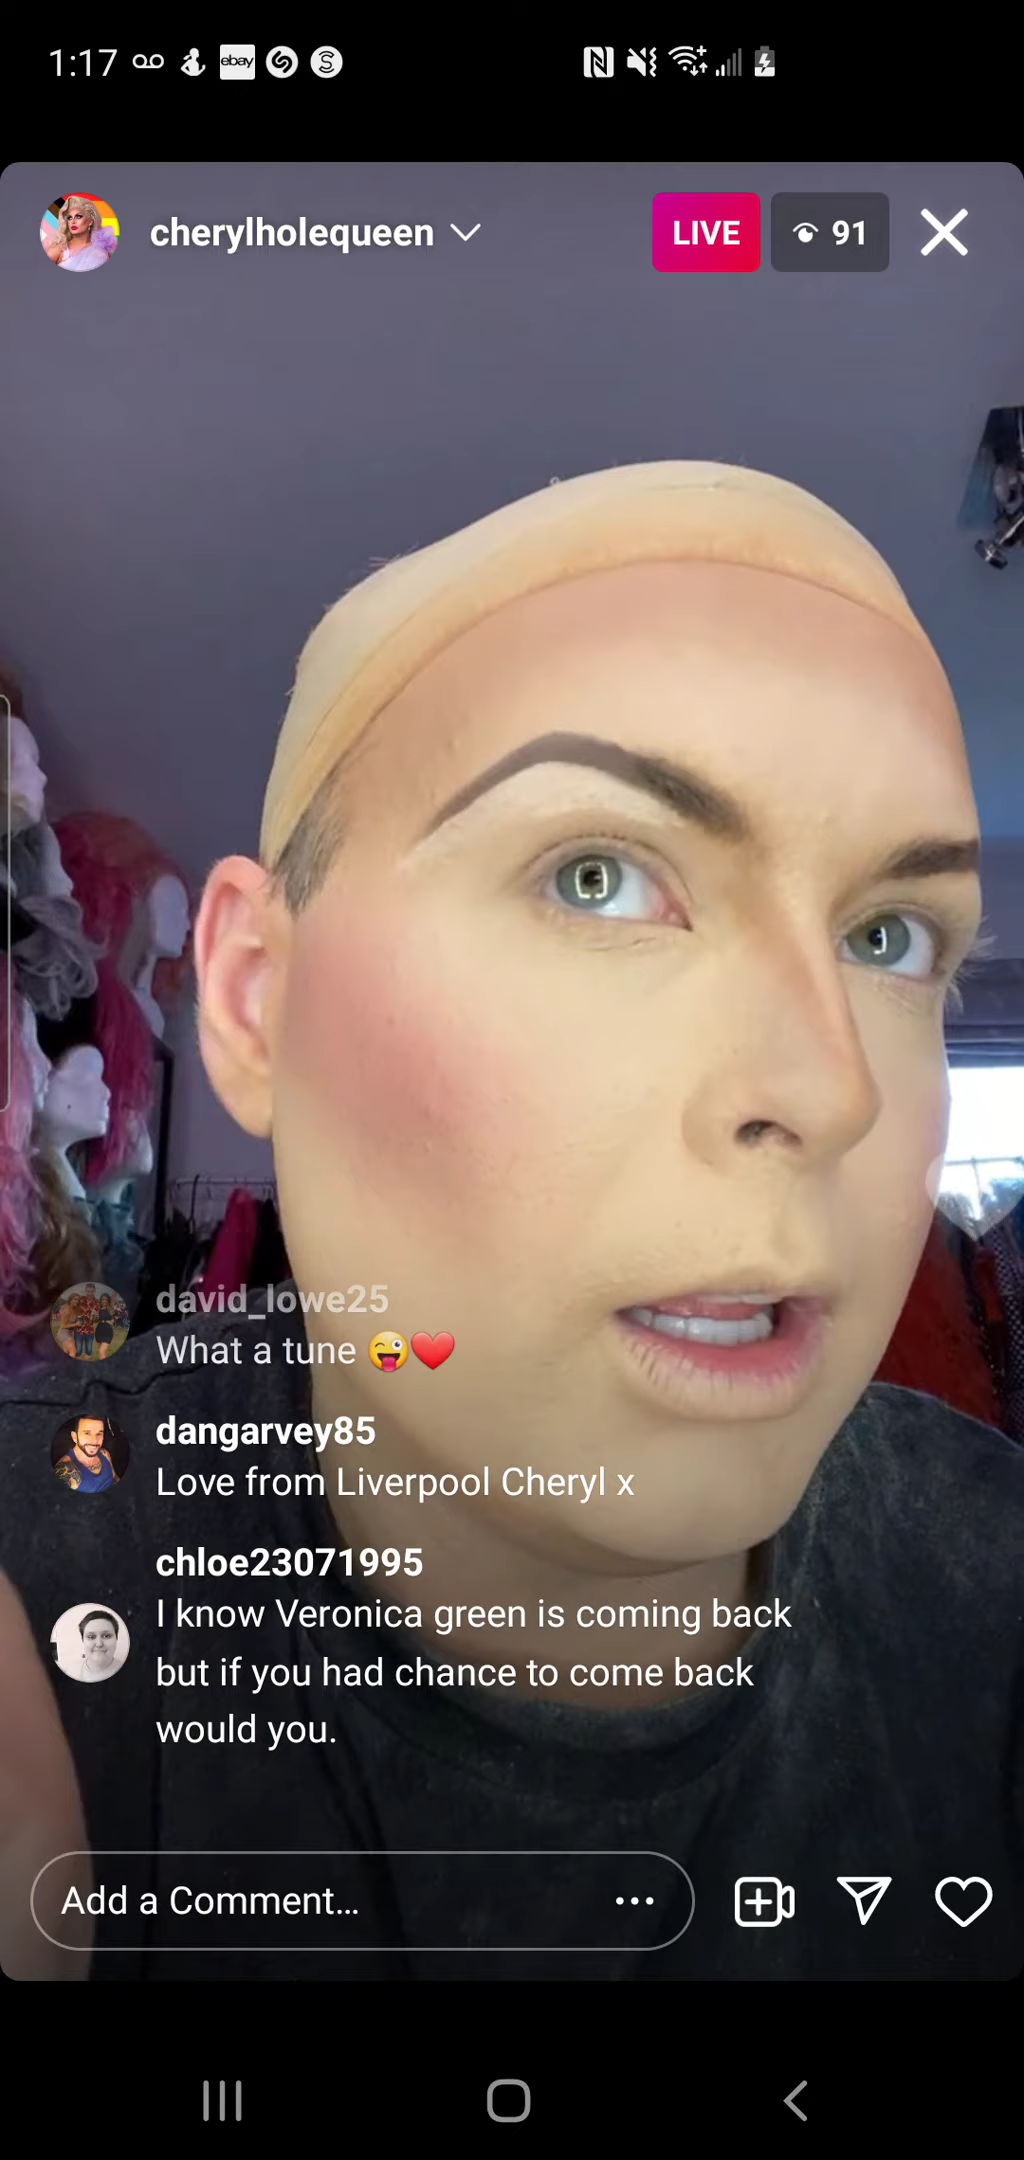 1:17
ebay
cherylholequeen
LIVE
91
david_lowe25
What a tune 😜❤️
dangarvey85
Love from Liverpool Cheryl x
chloe23071995
I know Veronica green is coming back
but if you had chance to come back
would you.
Add a Comment...